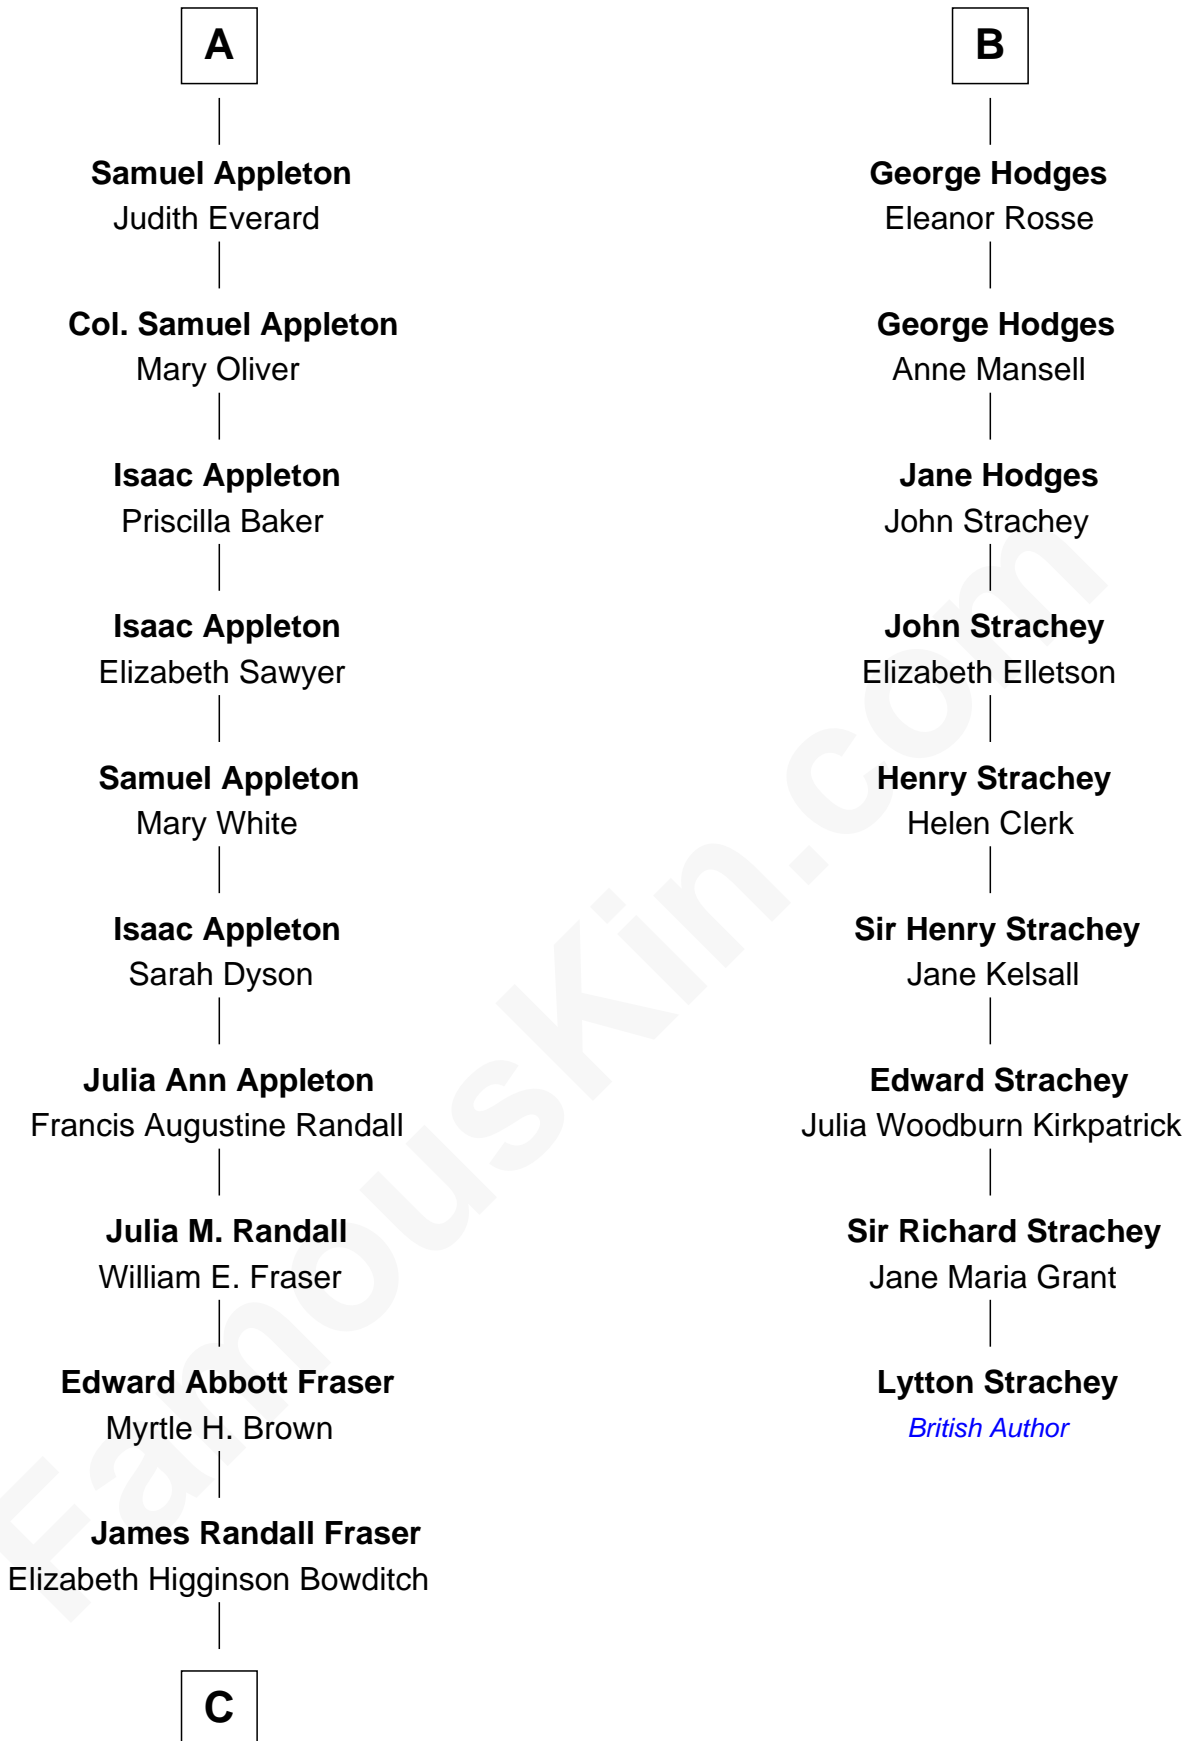 A
Samuel Appleton
Judith Everard
Col. Samuel Appleton
Mary Oliver
Isaac Appleton
Priscilla Baker
Isaac Appleton
Elizabeth Sawyer
Samuel Appleton
Mary White
Isaac Appleton
Sarah Dyson
Julia Ann Appleton
Francis Augustine Randall
Julia M. Randall
William E. Fraser
Edward Abbott Fraser
Myrtle H. Brown
James Randall Fraser
Elizabeth Higginson Bowditch
C
B
George Hodges
Eleanor Rosse
George Hodges
Anne Mansell
Jane Hodges
John Strachey
John Strachey
Elizabeth Elletson
Henry Strachey
Helen Clerk
Sir Henry Strachey
Jane Kelsall
Edward Strachey
Julia Woodburn Kirkpatrick
Sir Richard Strachey
Jane Maria Grant
Lytton Strachey
British Author
FamousKin.com